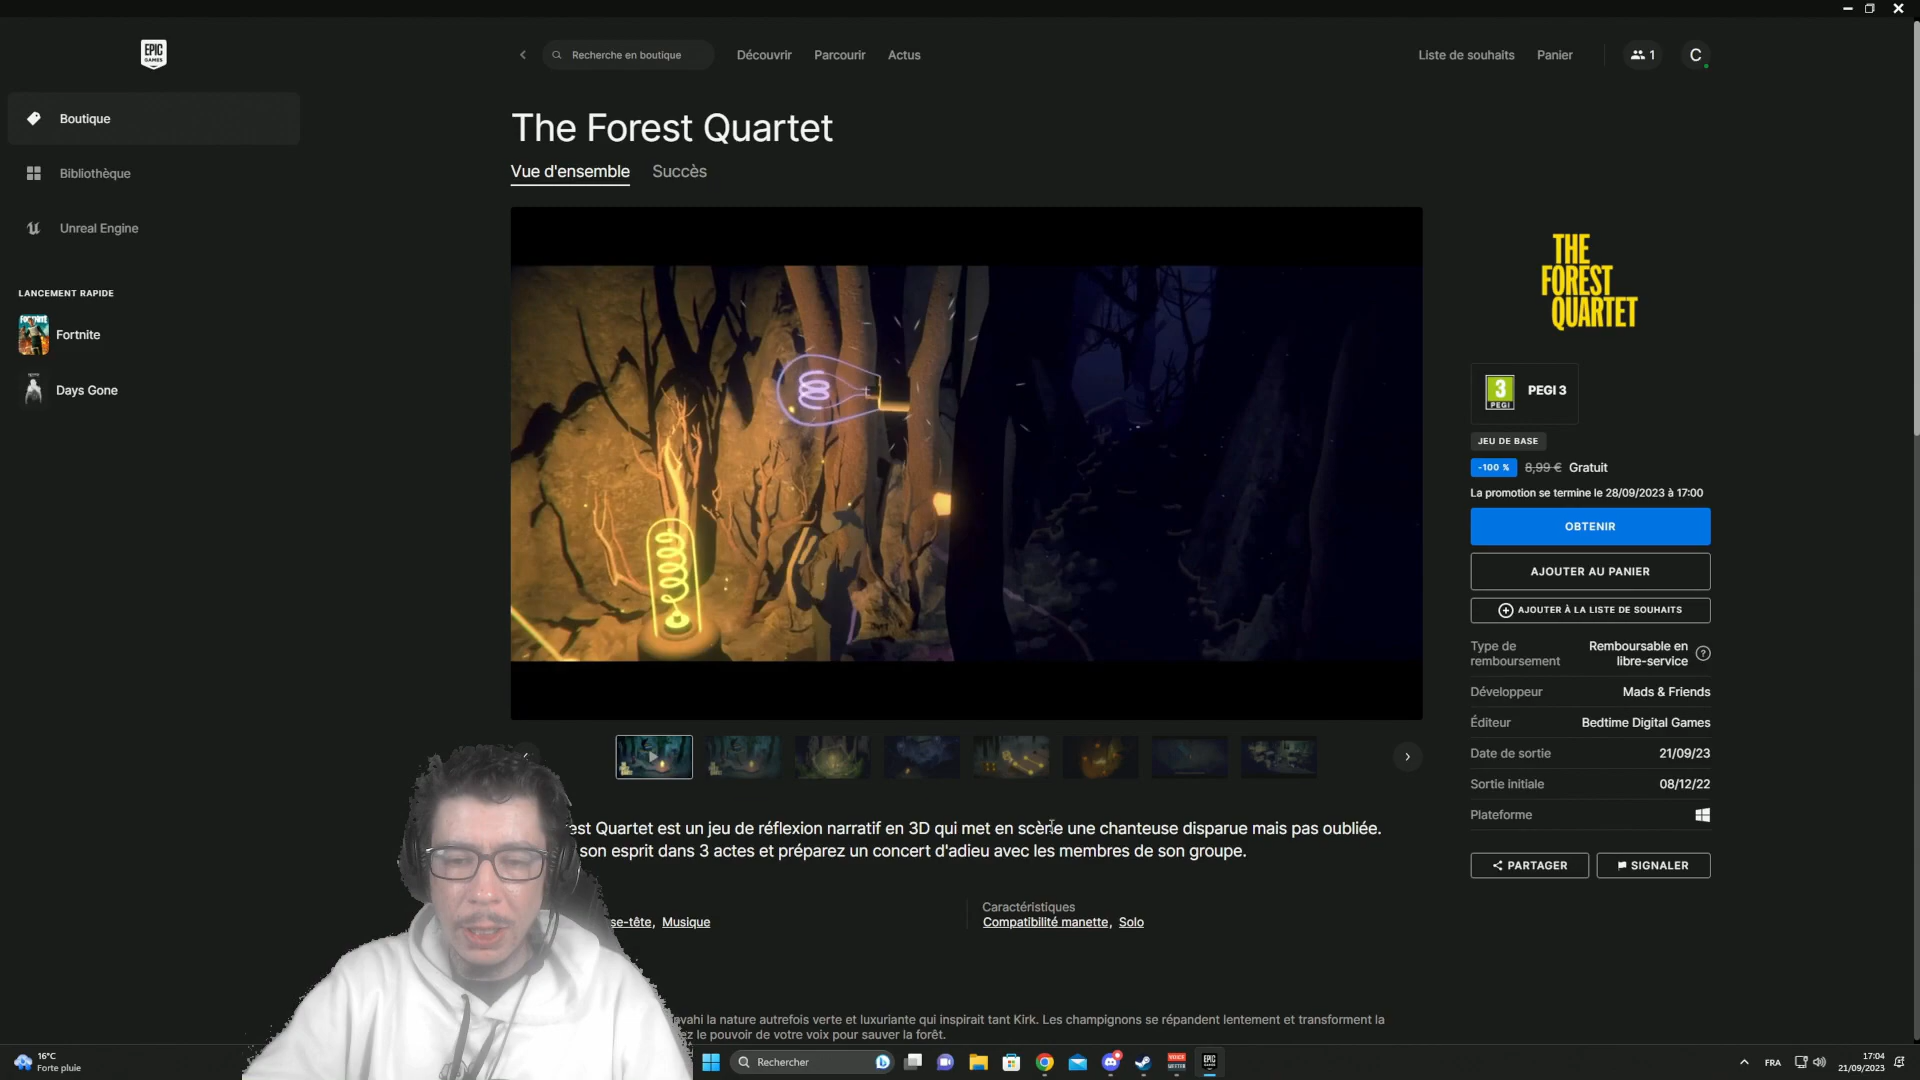 EPIC
GAMES
Recherche en boutique
Découvrir
Parcourir
Actus
Liste de souhaits
Panier
1
C
Boutique
Bibliothèque
Unreal Engine
LANCEMENT RAPIDE
Fortnite
Days Gone
The Forest Quartet
Vue d'ensemble
Succès
THE
FOREST
QUARTET
3
PEGI
PEGI 3
JEU DE BASE
-100 % 8,99 € Gratuit
La promotion se termine le 28/09/2023 à 17:00
OBTENIR
AJOUTER AU PANIER
AJOUTER À LA LISTE DE SOUHAITS
Type de remboursement
Remboursable en libre-service
Développeur Mads & Friends
Éditeur Bedtime Digital Games
Date de sortie 21/09/23
Sortie initiale 08/12/22
Plateforme
PARTAGER
SIGNALER
est Quartet est un jeu de réflexion narratif en 3D qui met en scène une chanteuse disparue mais pas oubliée.
son esprit dans 3 actes et préparez un concert d'adieu avec les membres de son groupe.
se-tête, Musique
Caractéristiques
Compatibilité manette, Solo
nvahi la nature autrefois verte et luxuriante qui inspirait tant Kirk. Les champignons se répandent lentement et transforment la
ez le pouvoir de votre voix pour sauver la forêt.
16°C
Forte pluie
Rechercher
FRA
17:04
21/09/2023